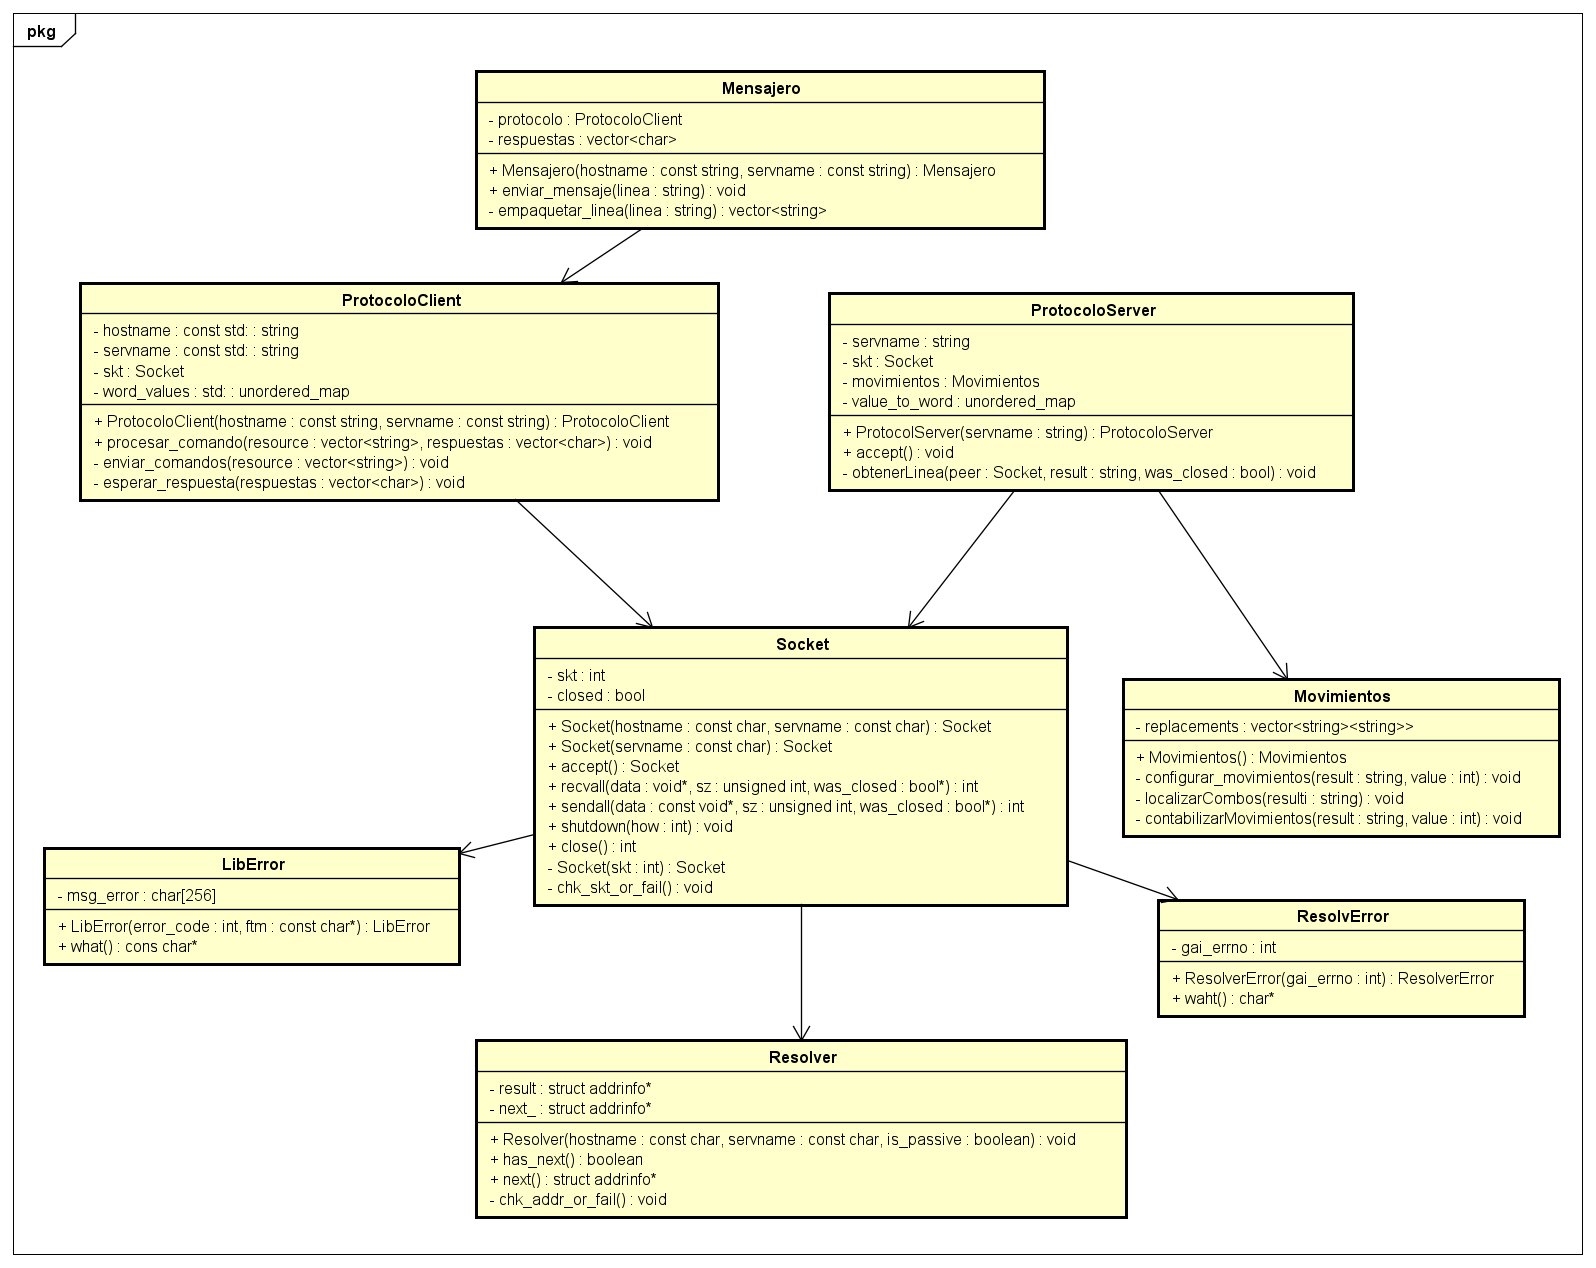 pkg
Mensajero
- protocolo : ProtocoloClient
- respuestas : vector<char>
+ Mensajero(hostname : const string, servname : const string) : Mensajero
+ enviar_mensaje(linea : string) : void
- empaquetar_linea(linea : string) : vector<string>
ProtocoloClient
- hostname : const std: : string
- servname : const std: : string
- skt : Socket
- word_values : std: : unordered_map
+ ProtocoloClient(hostname : const string, servname : const string) : ProtocoloClient
+ procesar_comando(resource : vector<string>, respuestas : vector<char>) : void
- enviar_comandos(resource : vector<string>) : void
- esperar_respuesta(respuestas : vector<char>) : void
ProtocoloServer
- servname : string
- skt : Socket
- movimientos : Movimientos
- value_to_word : unordered_map
+ ProtocolServer(servname : string) : ProtocoloServer
+ accept() : void
- obtenerLinea(peer : Socket, result : string, was_closed : bool) : void
Socket
- skt : int
- closed : bool
+ Socket(hostname : const char, servname : const char) : Socket
+ Socket(servname : const char) : Socket
+ accept() : Socket
+ recvall(data : void*, sz : unsigned int, was_closed : bool*) : int
+ sendall(data : const void*, sz : unsigned int, was_closed : bool*) : int
+ shutdown(how : int) : void
+ close() : int
- Socket(skt : int) : Socket
- chk_skt_or_fail() : void
Movimientos
- replacements : vector<string><string>>
+ Movimientos() : Movimientos
- configurar_movimientos(result : string, value : int) : void
- localizarCombos(resulti : string) : void
- contabilizarMovimientos(result : string, value : int) : void
LibError
- msg_error : char[256]
+ LibError(error_code : int, ftm : const char*) : LibError
+ what() : cons char*
ResolvError
- gai_errno : int
+ ResolverError(gai_errno : int) : ResolverError
+ waht() : char*
Resolver
- result : struct addrinfo*
- next_ : struct addrinfo*
+ Resolver(hostname : const char, servname : const char, is_passive : boolean) : void
+ has_next() : boolean
+ next() : struct addrinfo*
- chk_addr_or_fail() : void